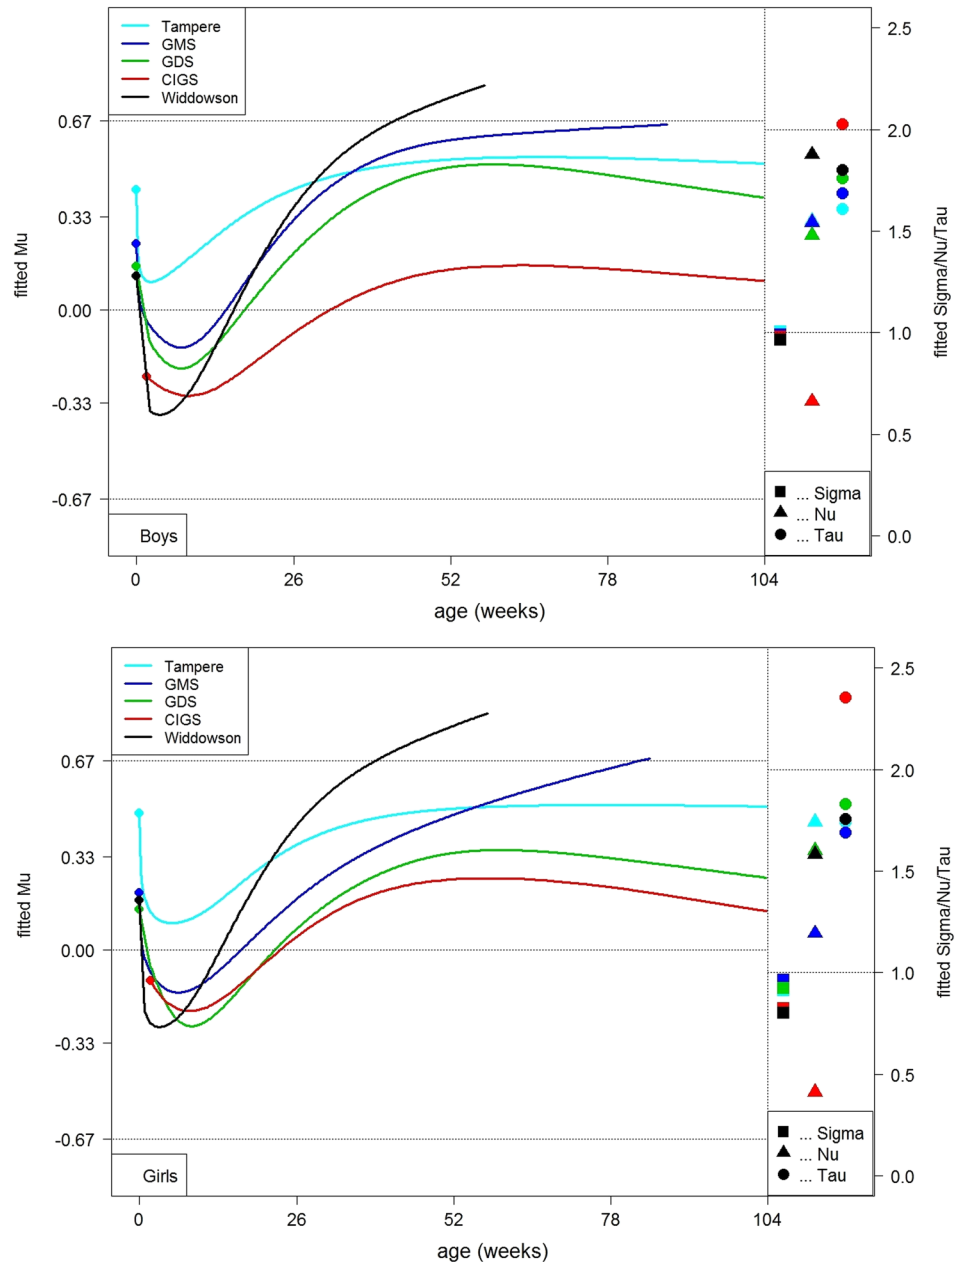 Tampere
GMS
GDS
CIGS
Widdowson
fitted Mu
0.67
0.33
0.00
-0.33
-0.67
Boys
0
26
52
78
104
age (weeks)
2.5
2.0
1.5
1.0
0.5
0.0
fitted Sigma/Nu/Tau
... Sigma
... Nu
... Tau
Tampere
GMS
GDS
CIGS
Widdowson
fitted Mu
0.67
0.33
0.00
-0.33
-0.67
Girls
0
26
52
78
104
age (weeks)
2.5
2.0
1.5
1.0
0.5
0.0
fitted Sigma/Nu/Tau
... Sigma
... Nu
... Tau